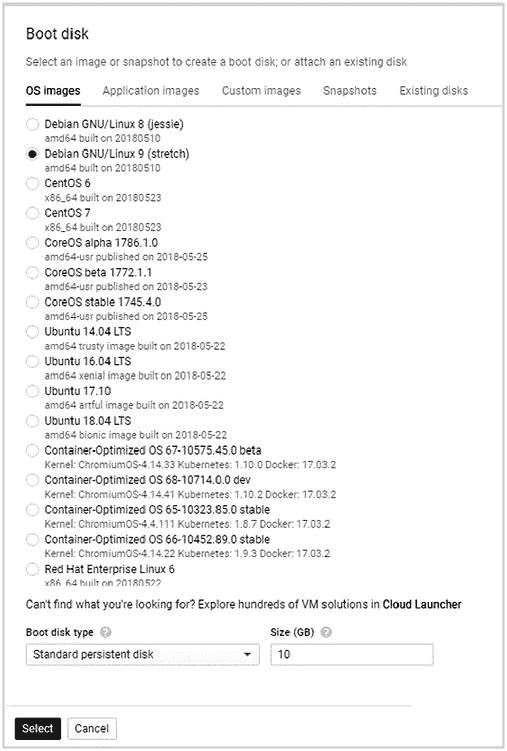 Boot disk
Select an image or snapshot to create a boot disk; or attach an existing disk
OS images Application images Custom images Snapshots Existing disks
Debian GNU/Linux 8 (jessie)
amd64 built on 20180510
Debian GNU/Linux 9 (stretch)
amd64 built on 20180510
CentOS 6
x86_64 built on 20180523
CentOS 7
x86_64 built on 20180523
CoreOS alpha 1786.1.0
amd64-usr published on 2018-05-25
CoreOS beta 1772.1.1
amd64-usr published on 2018-05-23
CoreOS stable 1745.4.0
amd64-usr published on 2018-05-25
Ubuntu 14.04 LTS
amd64 trusty image built on 2018-05-22
Ubuntu 16.04 LTS
amd64 xenial image built on 2018-05-22
Ubuntu 17.10
amd64 artful image built on 2018-05-22
Ubuntu 18.04 LTS
amd64 bionic image built on 2018-05-22
Container-Optimized OS 67-10575.45.0 beta
Kernel: ChromiumOS-4.14.33 Kubernetes: 1.10.0 Docker: 17.03.2
Container-Optimized OS 68-10714.0.0 dev
Kernel: ChromiumOS-4.14.41 Kubernetes: 1.10.2 Docker: 17.03.2
Container-Optimized OS 65-10323.85.0 stable
Kernel: ChromiumOS-4.4.111 Kubernetes: 1.8.7 Docker: 17.03.2
Container-Optimized OS 66-10452.89.0 stable
Kernel: ChromiumOS-4.14.22 Kubernetes: 1.9.3 Docker: 17.03.2
Red Hat Enterprise Linux 6
x86_64 built on 20180522
Can't find what you're looking for? Explore hundreds of VM solutions in Cloud Launcher
Boot disk type ? Size (GB) ?
Standard persistent disk 10
Select Cancel